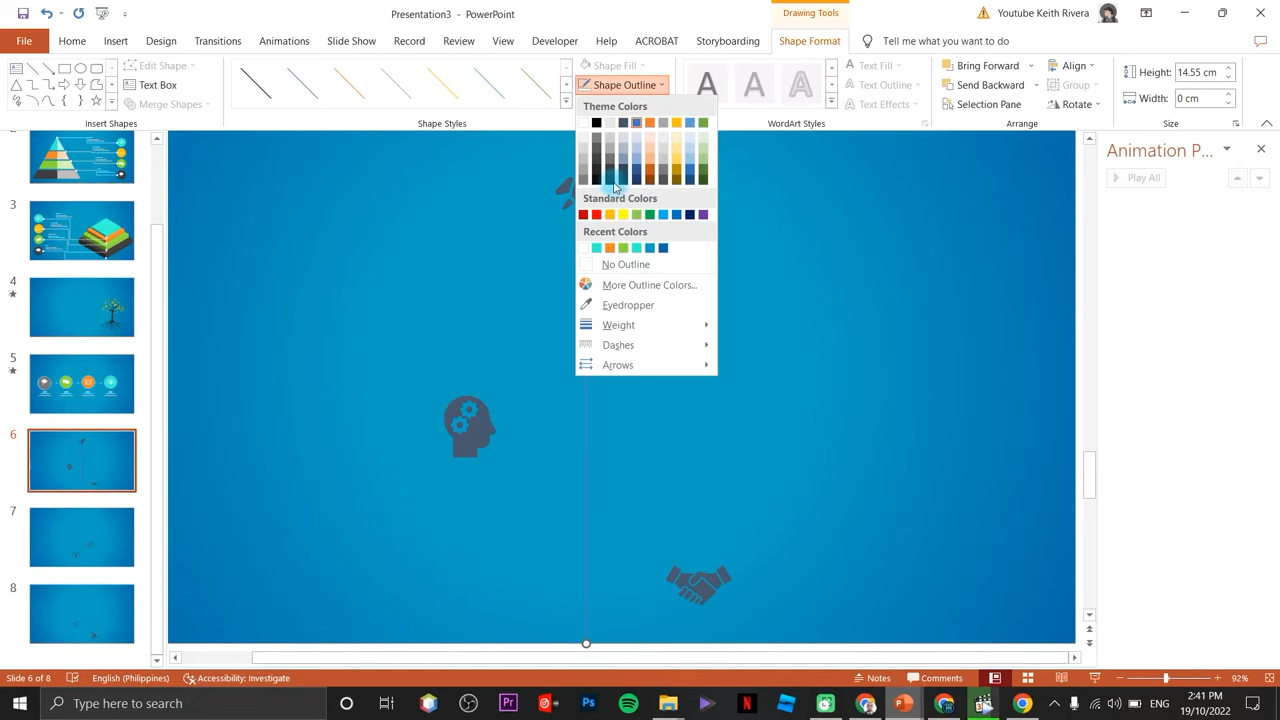 Presentation3 - PowerPoint
Drawing Tools
Youtube Keith Rivera
File
Home
Insert
Design
Transitions
Animations
Slide Show
Record
Review
View
Developer
Help
ACROBAT
Storyboarding
Shape Format
Tell me what you want to do
Edit Shape
Text Box
Merge Shapes
Insert Shapes
Shape Styles
Shape Fill
Shape Outline
A A A
WordArt Styles
Text Fill
Text Outline
Text Effects
Bring Forward
Send Backward
Selection Pane
Align
Group
Rotate
Arrange
Height: 14.55 cm
Width: 0 cm
Size
Theme Colors
Standard Colors
Recent Colors
No Outline
More Outline Colors...
Eyedropper
Weight
Dashes
Arrows
Animation P...
Play All
2
3
4
5
6
7
8
Slide 6 of 8
English (Philippines)
Accessibility: Investigate
Notes
Comments
92%
Type here to search
Pr
Ps
ENG
2:41 PM
19/10/2022